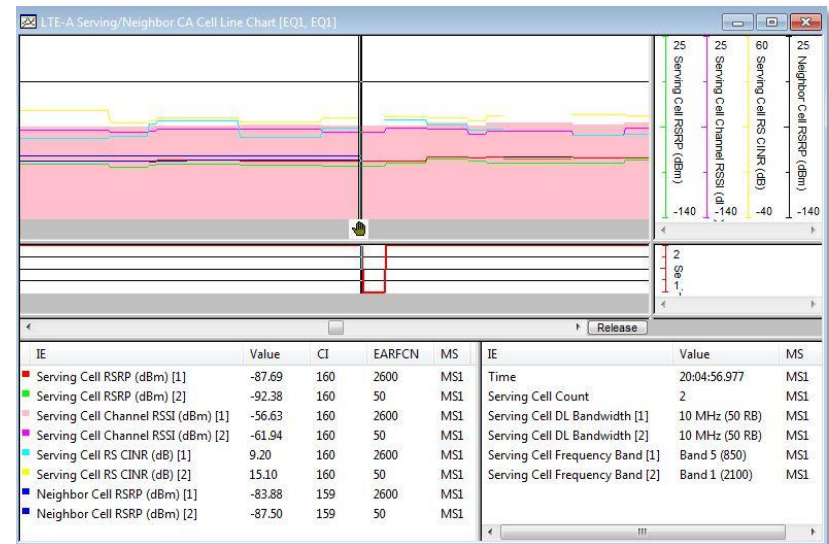 LTE-A Serving/Neighbor CA Cell Line Chart [EQ1, EQ1]
25 25 60 25
Serving Cell RSRP (dBm)
Serving Cell Channel RSSI (d
Serving Cell RS CINR (dB)
Neighbor Cell RSRP (dBm)
-140 -140 -40 -140
2
Se
1
Release
IE Value CI EARFCN MS
Serving Cell RSRP (dBm) [1] -87.69 160 2600 MS1
Serving Cell RSRP (dBm) [2] -92.38 160 50 MS1
Serving Cell Channel RSSI (dBm) [1] -56.63 160 2600 MS1
Serving Cell Channel RSSI (dBm) [2] -61.94 160 50 MS1
Serving Cell RS CINR (dB) [1] 9.20 160 2600 MS1
Serving Cell RS CINR (dB) [2] 15.10 160 50 MS1
Neighbor Cell RSRP (dBm) [1] -83.88 159 2600 MS1
Neighbor Cell RSRP (dBm) [2] -87.50 159 50 MS1
IE Value MS
Time 20:04:56.977 MS1
Serving Cell Count 2 MS1
Serving Cell DL Bandwidth [1] 10 MHz (50 RB) MS1
Serving Cell DL Bandwidth [2] 10 MHz (50 RB) MS1
Serving Cell Frequency Band [1] Band 5 (850) MS1
Serving Cell Frequency Band [2] Band 1 (2100) MS1